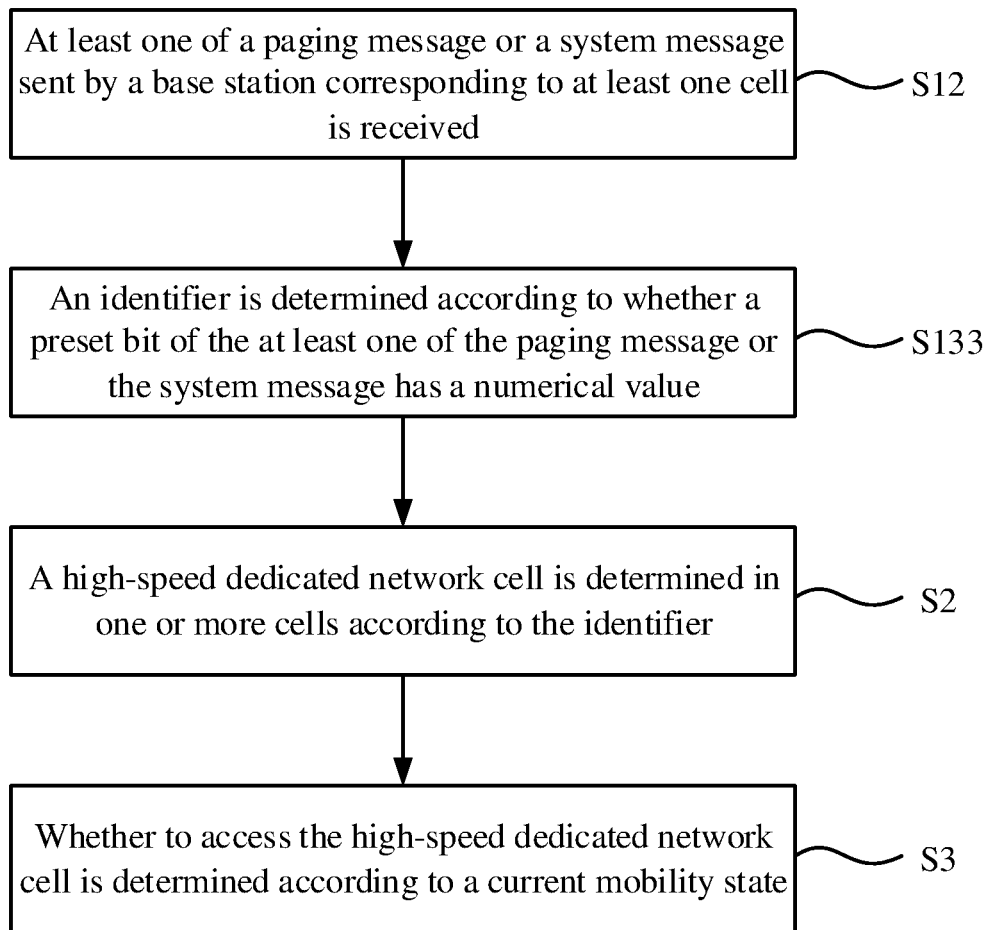 At least one of a paging message or a system message
sent by a base station corresponding to at least one cell
is received
S12
An identifier is determined according to whether a
preset bit of the at least one of the paging message or
the system message has a numerical value
S133
A high-speed dedicated network cell is determined in
one or more cells according to the identifier
S2
Whether to access the high-speed dedicated network
cell is determined according to a current mobility state
S3